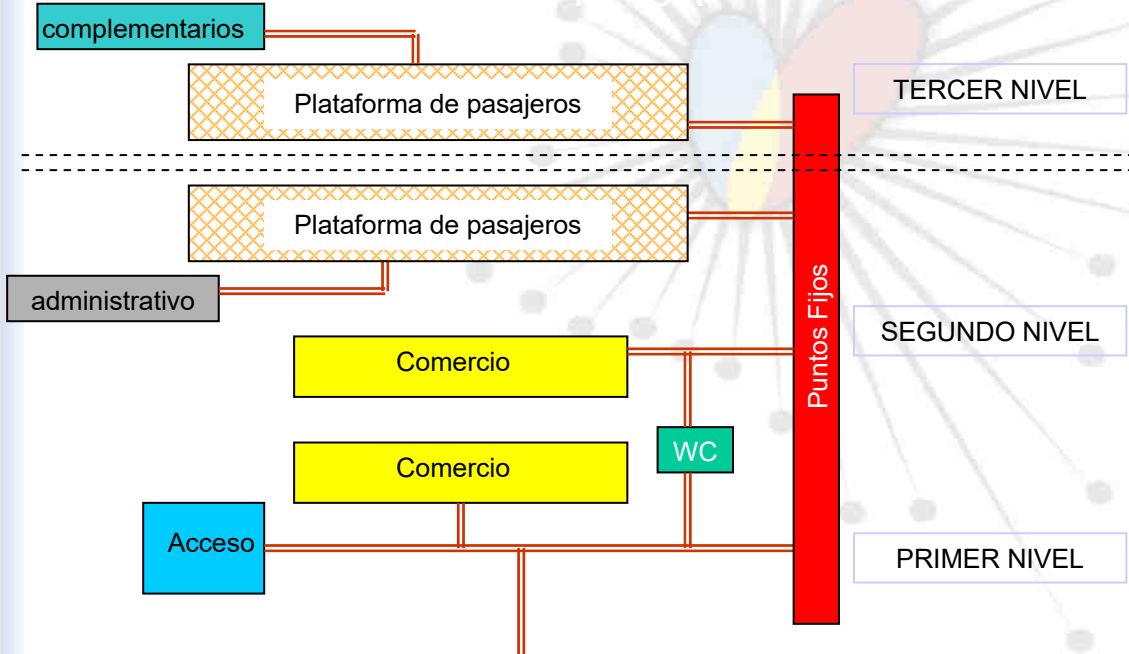 complementarios
Plataforma de pasajeros
TERCER NIVEL
Plataforma de pasajeros
administrativo
Puntos Fijos
SEGUNDO NIVEL
Comercio
Comercio
WC
Acceso
PRIMER NIVEL